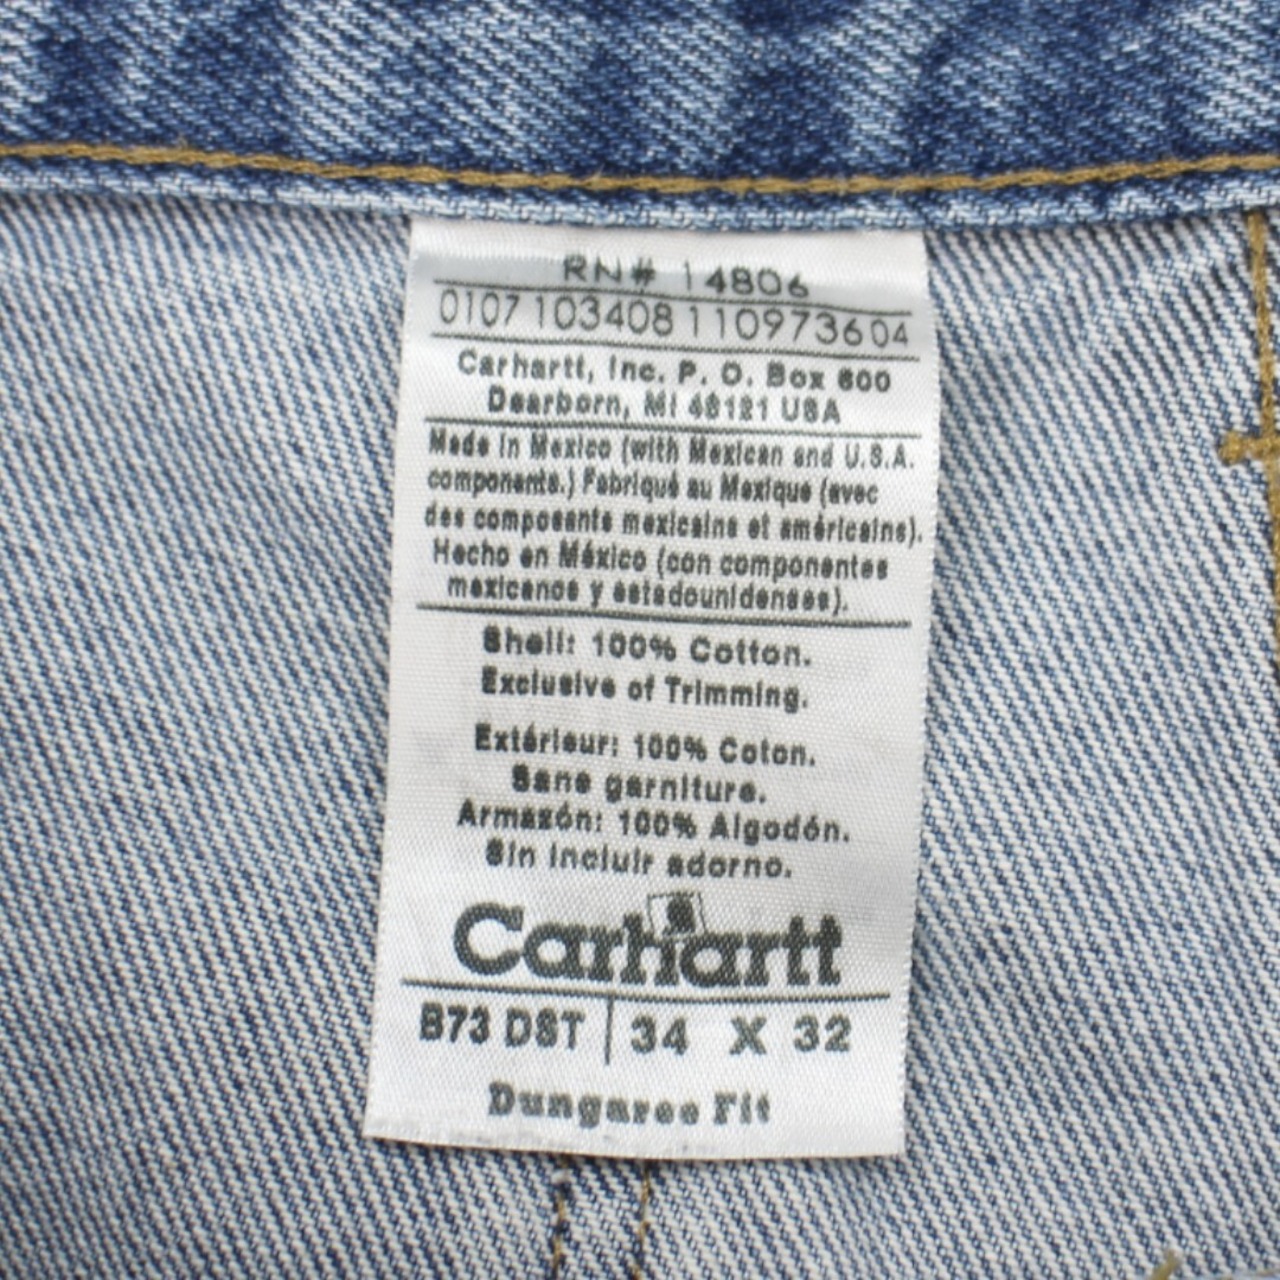 RN# 14806
0107 103408 110973604
Carhartt, Inc. P. O. Box 600
Dearborn, MI 48121 USA
Made in Mexico (with Mexican and U.S.A.
components.) Fabriqué au Mexique (avec
des composants mexicains et américains).
Hecho en México (con componentes
mexicanos y estadounidenses).
Shell: 100% Cotton.
Exclusive of Trimming.
Extérieur: 100% Coton.
Sans garniture.
Armazón: 100% Algodón.
Sin incluir adorno.
Carhartt
B73 DST 34 X 32
Dungaree Fit